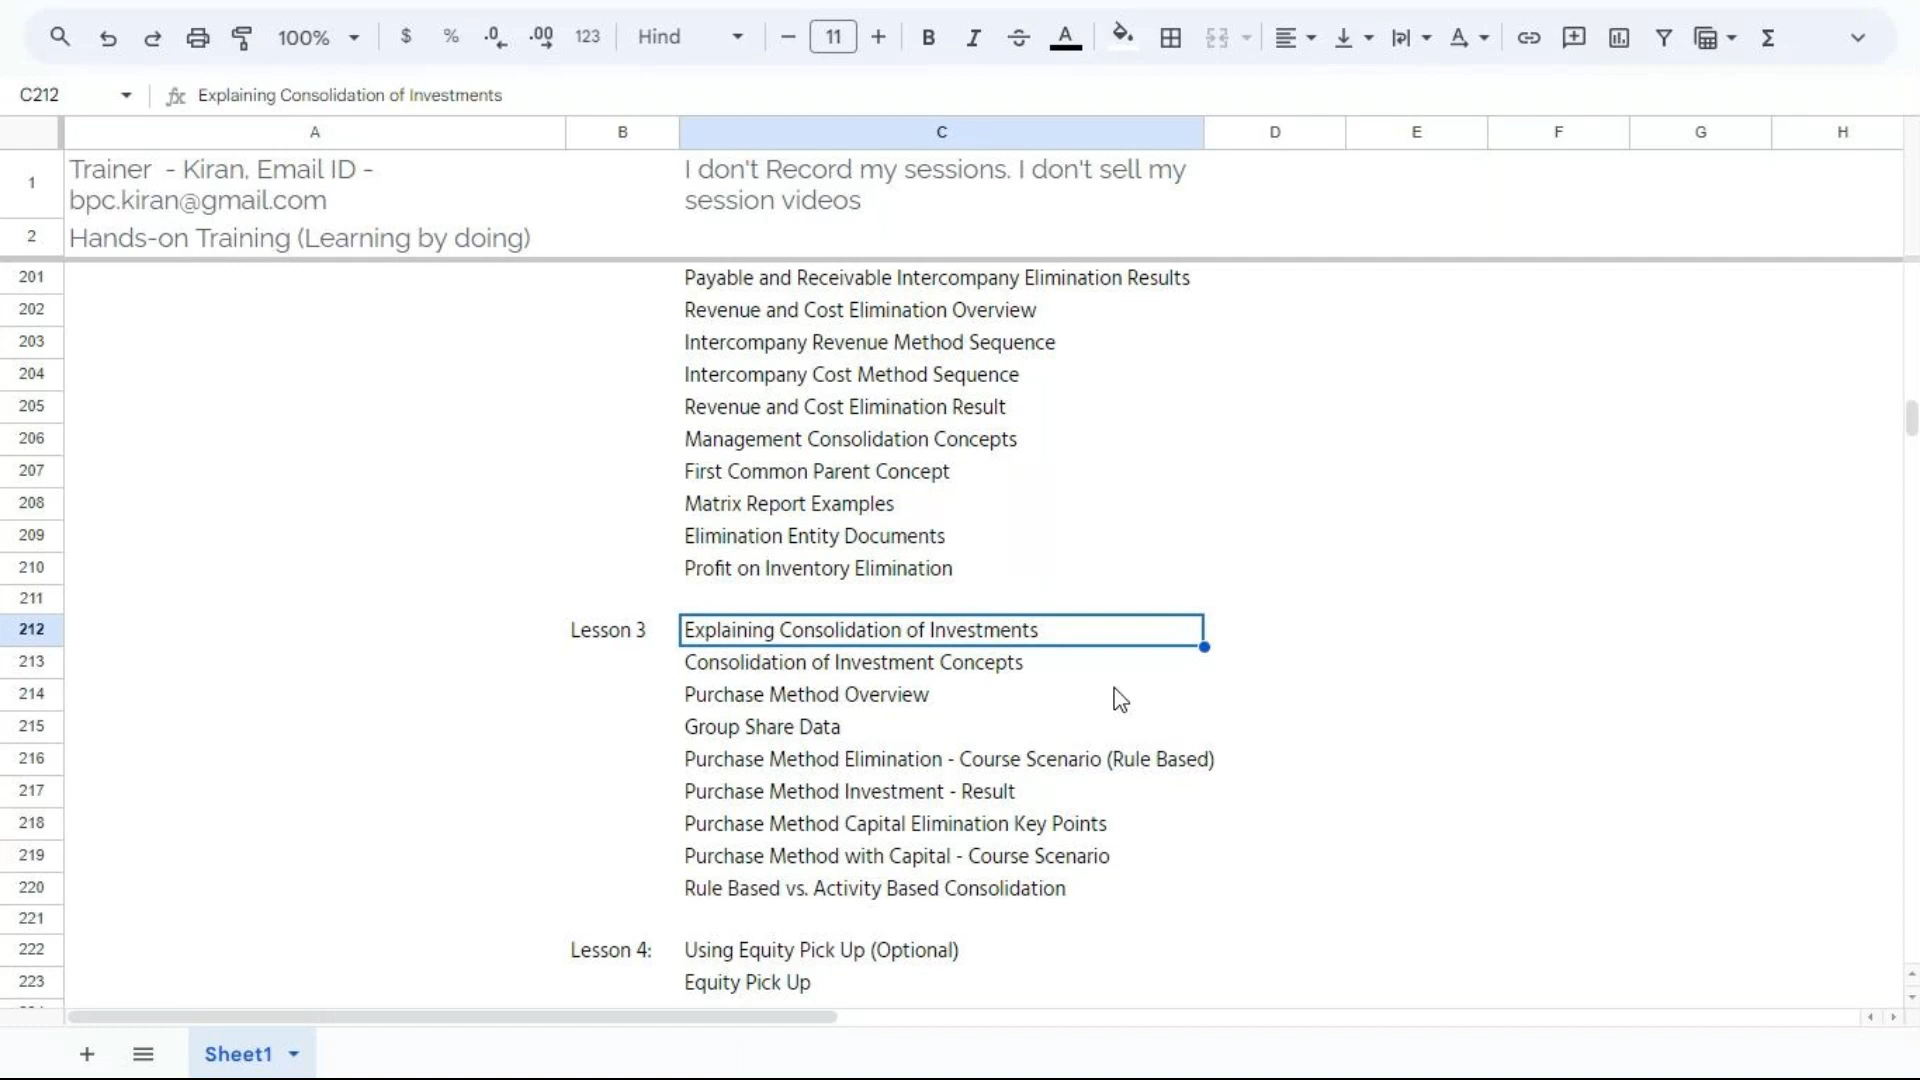 100%
$
%
.0
.00
123
Hind
11
B
I
A
Σ
C212
fx
Explaining Consolidation of Investments
A
B
C
D
E
F
G
H
1
Trainer - Kiran, Email ID -
bpc.kiran@gmail.com
I don't Record my sessions. I don't sell my
session videos
2
Hands-on Training (Learning by doing)
201
Payable and Receivable Intercompany Elimination Results
202
Revenue and Cost Elimination Overview
203
Intercompany Revenue Method Sequence
204
Intercompany Cost Method Sequence
205
Revenue and Cost Elimination Result
206
Management Consolidation Concepts
207
First Common Parent Concept
208
Matrix Report Examples
209
Elimination Entity Documents
210
Profit on Inventory Elimination
211
212
Lesson 3
Explaining Consolidation of Investments
213
Consolidation of Investment Concepts
214
Purchase Method Overview
215
Group Share Data
216
Purchase Method Elimination - Course Scenario (Rule Based)
217
Purchase Method Investment - Result
218
Purchase Method Capital Elimination Key Points
219
Purchase Method with Capital - Course Scenario
220
Rule Based vs. Activity Based Consolidation
221
222
Lesson 4:
Using Equity Pick Up (Optional)
223
Equity Pick Up
Sheet1